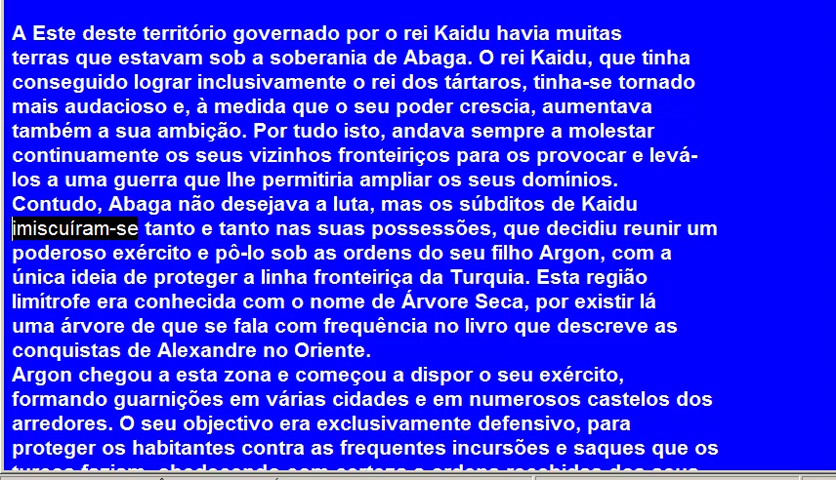 A Este deste território governado por o rei Kaidu havia muitas
terras que estavam sob a soberania de Abaga. O rei Kaidu, que tinha
conseguido lograr inclusivamente o rei dos tártaros, tinha-se tornado
mais audacioso e, à medida que o seu poder crescia, aumentava
também a sua ambição. Por tudo isto, andava sempre a molestar
continuamente os seus vizinhos fronteiriços para os provocar e levá-
los a uma guerra que lhe permitiria ampliar os seus domínios.
Contudo, Abaga não desejava a luta, mas os súbditos de Kaidu
imiscuíram-se tanto e tanto nas suas possessões, que decidiu reunir um
poderoso exército e pô-lo sob as ordens do seu filho Argon, com a
única ideia de proteger a linha fronteiriça da Turquia. Esta região
limítrofe era conhecida com o nome de Árvore Seca, por existir lá
uma árvore de que se fala com frequência no livro que descreve as
conquistas de Alexandre no Oriente.
Argon chegou a esta zona e começou a dispor o seu exército,
formando guarnições em várias cidades e em numerosos castelos dos
arredores. O seu objectivo era exclusivamente defensivo, para
proteger os habitantes contra as frequentes incursões e saques que os
turcos faziam, obedecendo com certeza a ordens recebidas dos seus